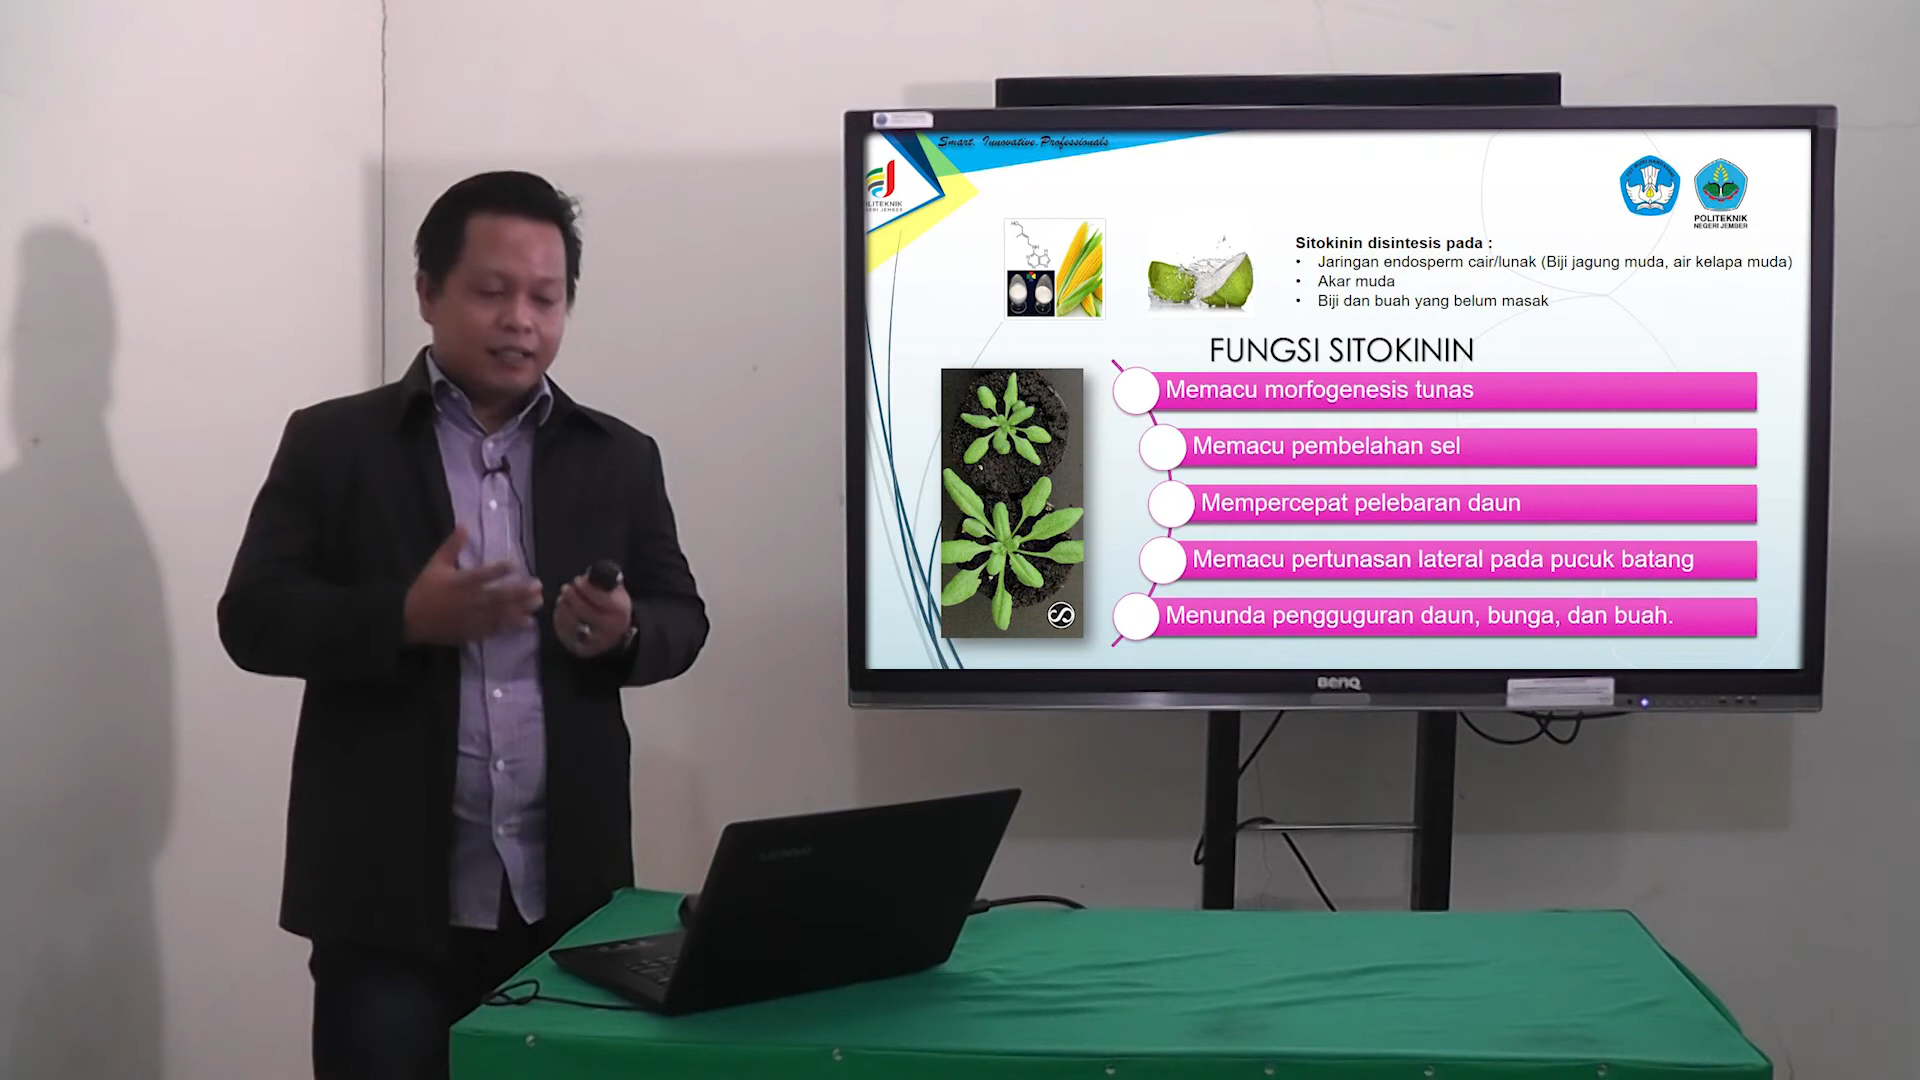 Smart, Innovative, Professionals
POLITEKNIK
NEGERI JEMBER
Sitokinin disintesis pada :
• Jaringan endosperm cair/lunak (Biji jagung muda, air kelapa muda)
• Akar muda
• Biji dan buah yang belum masak
FUNGSI SITOKININ
Memacu morfogenesis tunas
Memacu pembelahan sel
Mempercepat pelebaran daun
Memacu pertunasan lateral pada pucuk batang
Menunda pengguguran daun, bunga, dan buah.
BenQ